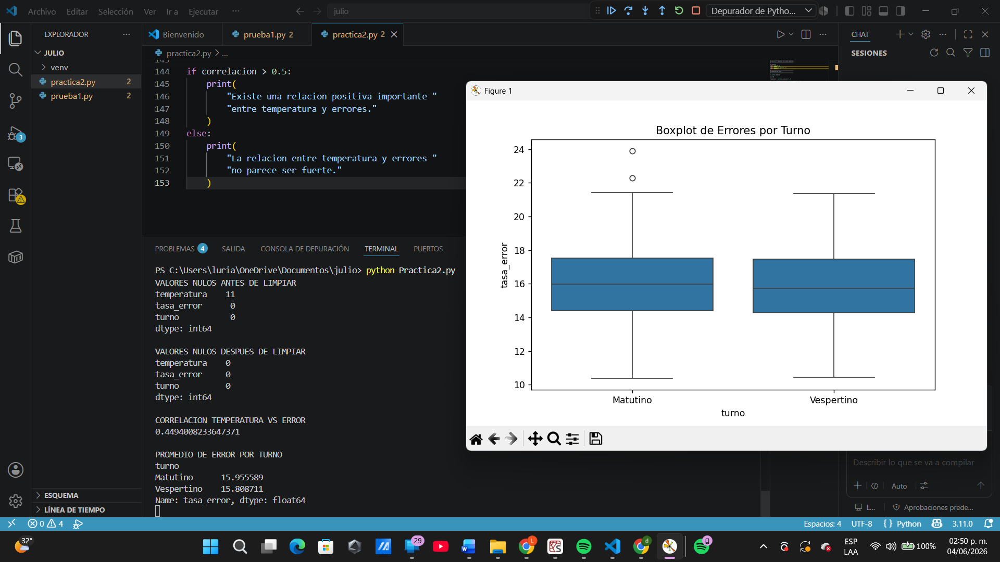 Archivo Editar Selección Ver Ir a Ejecutar ···
julio
Depurador de Pytho...
EXPLORADOR
Bienvenido
prueba1.py 2
practica2.py 2
CHAT
practica2.py > ...
JULIO
venv
practica2.py 2
prueba1.py 2
SESIONES
144 if correlacion > 0.5:
145 print(
146 "Existe una relacion positiva importante "
147 "entre temperatura y errores."
148 )
149 else:
150 print(
151 "La relacion entre temperatura y errores "
152 "no parece ser fuerte."
153 )
3
PROBLEMAS 4 SALIDA CONSOLA DE DEPURACIÓN TERMINAL PUERTOS
PS C:\Users\luria\OneDrive\Documentos\julio> python Practica2.py
VALORES NULOS ANTES DE LIMPIAR
temperatura 11
tasa_error 0
turno 0
dtype: int64
VALORES NULOS DESPUES DE LIMPIAR
temperatura 0
tasa_error 0
turno 0
dtype: int64
CORRELACION TEMPERATURA VS ERROR
0.4494008233647371
PROMEDIO DE ERROR POR TURNO
turno
Matutino 15.955589
Vespertino 15.808711
Name: tasa_error, dtype: float64
Figure 1
Boxplot de Errores por Turno
24
22
20
18
16
14
12
10
tasa_error
Matutino Vespertino
turno
Describir lo que se va a compilar
Auto
L... Aprobaciones prede...
ESQUEMA
LÍNEA DE TIEMPO
0 4
Espacios: 4 UTF-8 { } Python 3.11.0
32°
29
L
d
ESP
LAA
100%
02:50 p. m.
04/06/2026